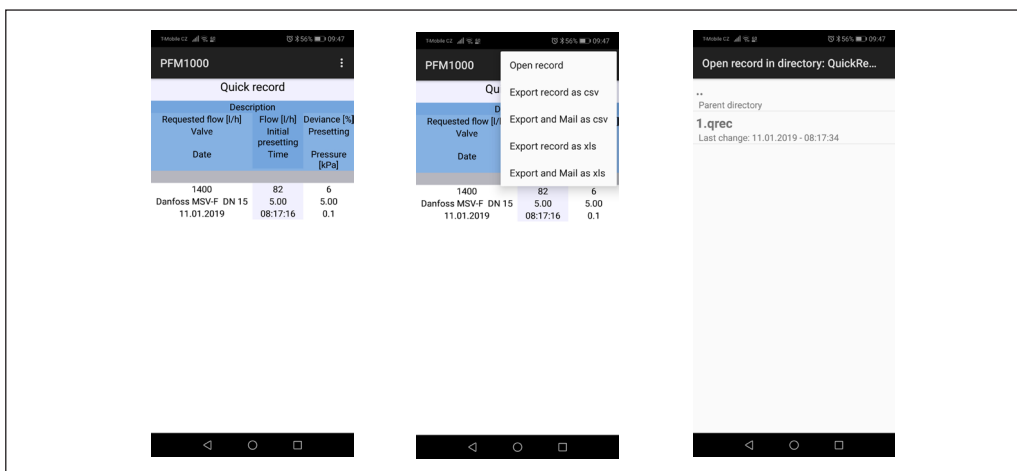 T-Mobile CZ 56% 09:47
PFM1000
Quick record
Description
Requested flow [l/h] Flow [l/h] Deviance [%]
Valve Initial presetting Presetting
Date Time Pressure [kPa]
1400 82 6
Danfoss MSV-F DN 15 5.00 5.00
11.01.2019 08:17:16 0.1
T-Mobile CZ 56% 09:47
PFM1000
Open record
Export record as csv
Export and Mail as csv
Export record as xls
Export and Mail as xls
Qu
D
Requested flow [l/
Valve
Date
1400 82 6
Danfoss MSV-F DN 15 5.00 5.00
11.01.2019 08:17:16 0.1
T-Mobile CZ 56% 09:47
Open record in directory: QuickRe...
..
Parent directory
1.qrec
Last change: 11.01.2019 - 08:17:34